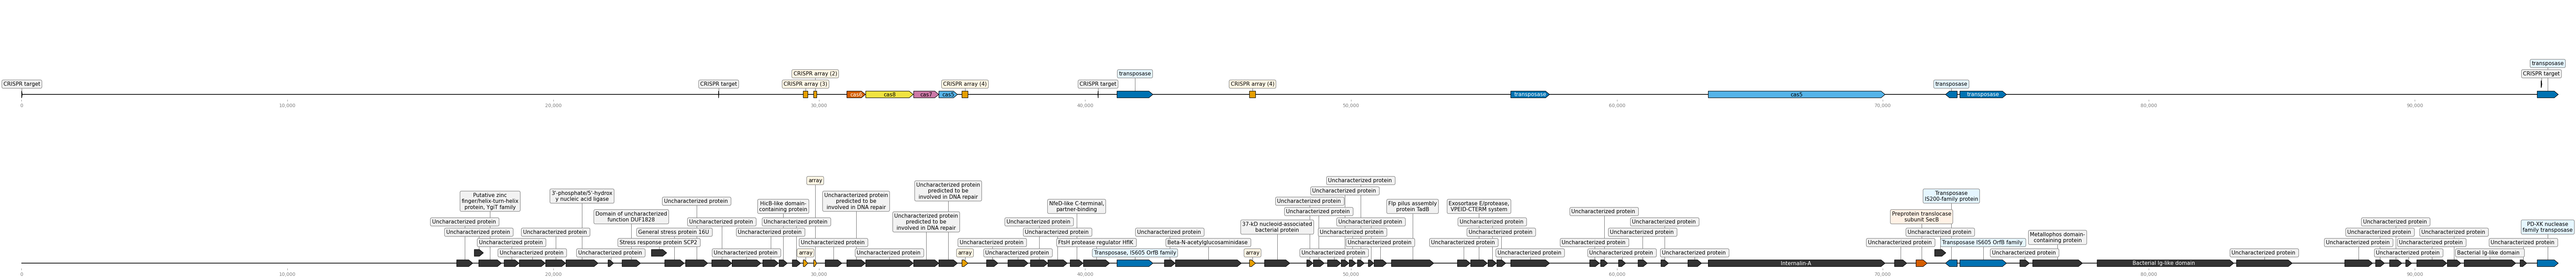 transposase
CRISPR array (2)
transposase
CRISPR target
CRISPR target
CRISPR target
CRISPR array (3)
CRISPR array (4)
CRISPR target
CRISPR array (4)
transposase
cas8
cas7
cas5
transposase
cas5
transposase
0
10,000
20,000
30,000
40,000
50,000
60,000
70,000
80,000
90,000
array
Uncharacterized protein
Uncharacterized protein
predicted to be
involved in DNA repair
Uncharacterized protein
Putative zinc
finger/helix-turn-helix
protein, YgiT family
3'-phosphate/5'-hydrox
y nucleic acid ligase
Uncharacterized protein
predicted to be
involved in DNA repair
Transposase
IS200-family protein
Uncharacterized protein
HicB-like domain-
containing protein
NfeD-like C-terminal,
partner-binding
Uncharacterized protein
Flp pilus assembly
protein TadB
Exosortase E/protease,
VPEID-CTERM system
Domain of uncharacterized
function DUF1828
Uncharacterized protein
predicted to be
involved in DNA repair
Uncharacterized protein
Uncharacterized protein
Preprotein translocase
subunit SecB
Uncharacterized protein
Uncharacterized protein
Uncharacterized protein
Uncharacterized protein
37-kD nucleoid-associated
bacterial protein
Uncharacterized protein
Uncharacterized protein
Uncharacterized protein
Uncharacterized protein
PD-XK nuclease
family transposase
Uncharacterized protein
Uncharacterized protein
General stress protein 16U
Uncharacterized protein
Uncharacterized protein
Uncharacterized protein
Uncharacterized protein
Uncharacterized protein
Uncharacterized protein
Uncharacterized protein
Metallophos domain-
containing protein
Uncharacterized protein
Uncharacterized protein
Uncharacterized protein
Stress response protein SCP2
Uncharacterized protein
Uncharacterized protein
FtsH protease regulator HflK
Beta-N-acetylglucosaminidase
Uncharacterized protein
Uncharacterized protein
Uncharacterized protein
Uncharacterized protein
Transposase IS605 OrfB family
Uncharacterized protein
Uncharacterized protein
Uncharacterized protein
Uncharacterized protein
Uncharacterized protein
Uncharacterized protein
array
Uncharacterized protein
array
Uncharacterized protein
Transposase, IS605 OrfB family
array
Uncharacterized protein
Uncharacterized protein
Uncharacterized protein
Uncharacterized protein
Uncharacterized protein
Uncharacterized protein
Bacterial Ig-like domain
Internalin-A
Bacterial Ig-like domain
0
10,000
20,000
30,000
40,000
50,000
60,000
70,000
80,000
90,000